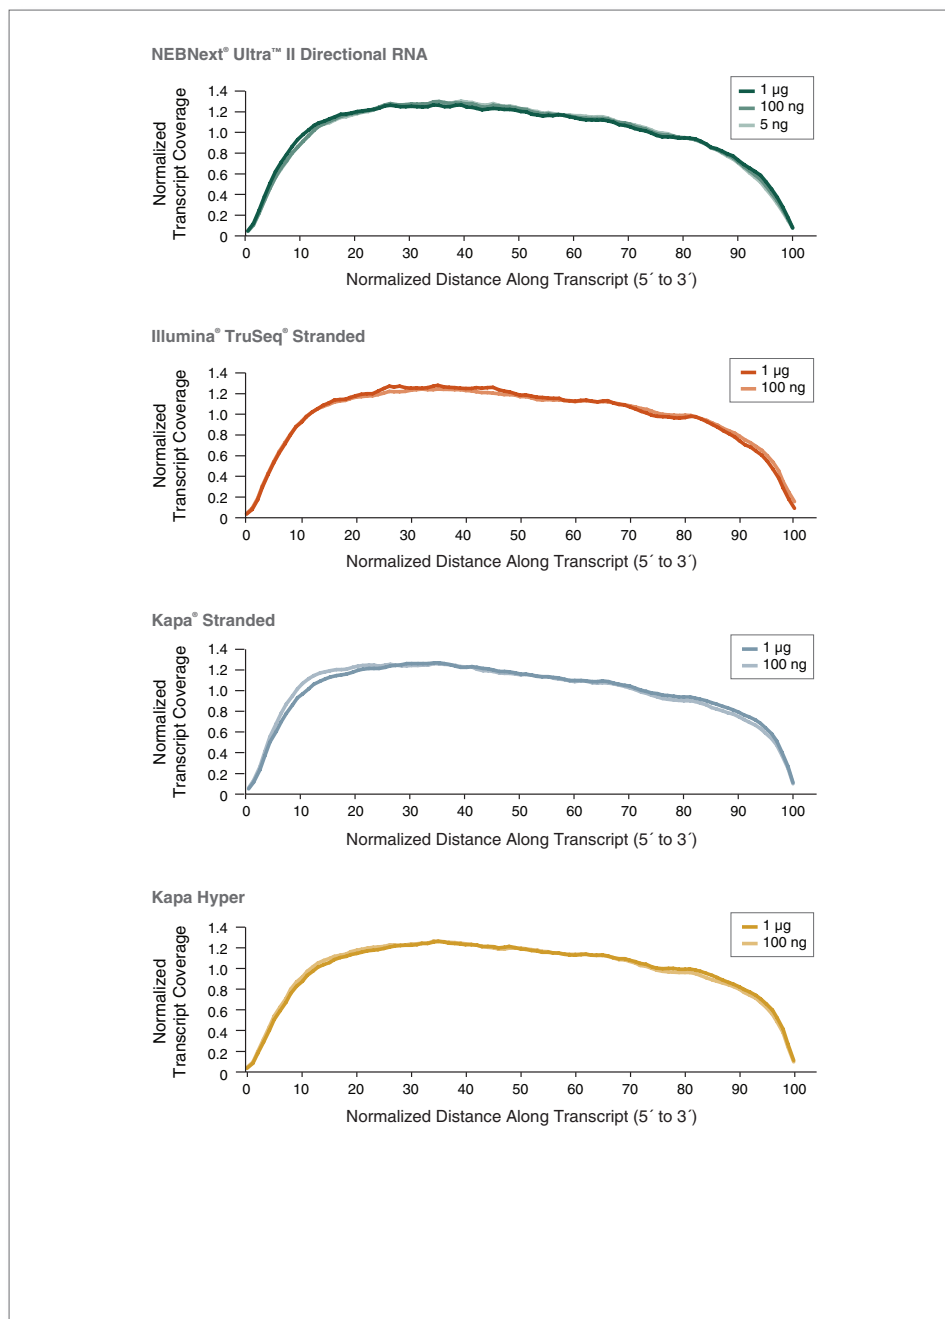 NEBNext® Ultra™ II Directional RNA
1.4
1.2
1.0
0.8
0.6
0.4
0.2
0
Normalized
Transcript Coverage
1 µg
100 ng
5 ng
0 10 20 30 40 50 60 70 80 90 100
Normalized Distance Along Transcript (5´ to 3´)
Illumina® TruSeq® Stranded
1.4
1.2
1.0
0.8
0.6
0.4
0.2
0
Normalized
Transcript Coverage
1 µg
100 ng
0 10 20 30 40 50 60 70 80 90 100
Normalized Distance Along Transcript (5´ to 3´)
Kapa® Stranded
1.4
1.2
1.0
0.8
0.6
0.4
0.2
0
Normalized
Transcript Coverage
1 µg
100 ng
0 10 20 30 40 50 60 70 80 90 100
Normalized Distance Along Transcript (5´ to 3´)
Kapa Hyper
1.4
1.2
1.0
0.8
0.6
0.4
0.2
0
Normalized
Transcript Coverage
1 µg
100 ng
0 10 20 30 40 50 60 70 80 90 100
Normalized Distance Along Transcript (5´ to 3´)